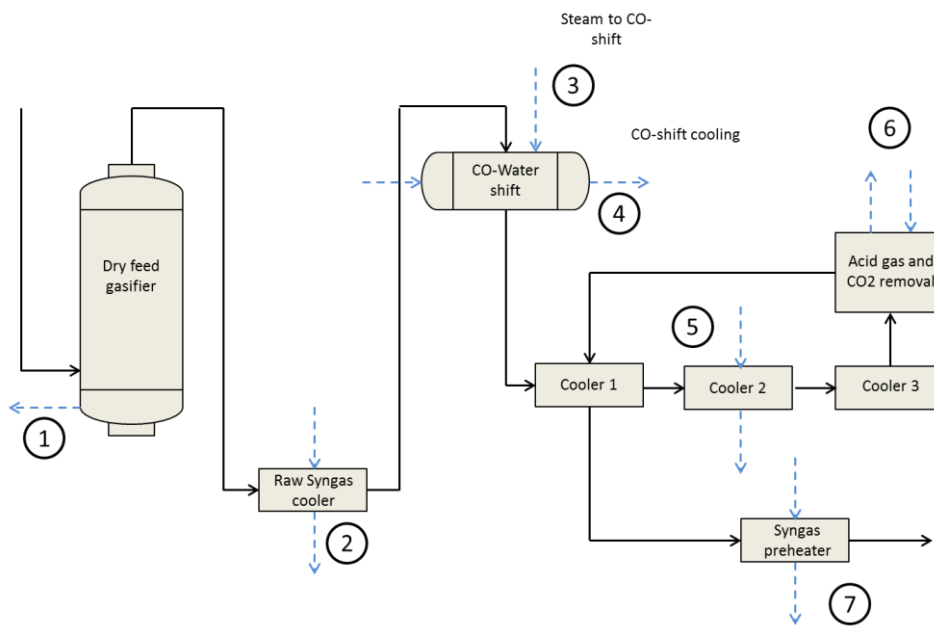 Steam to CO-
shift
3
CO-shift cooling
6
CO-Water
shift
4
Dry feed
gasifier
Acid gas and
CO2 removal
5
Cooler 1
Cooler 2
Cooler 3
1
Raw Syngas
cooler
2
Syngas
preheater
7